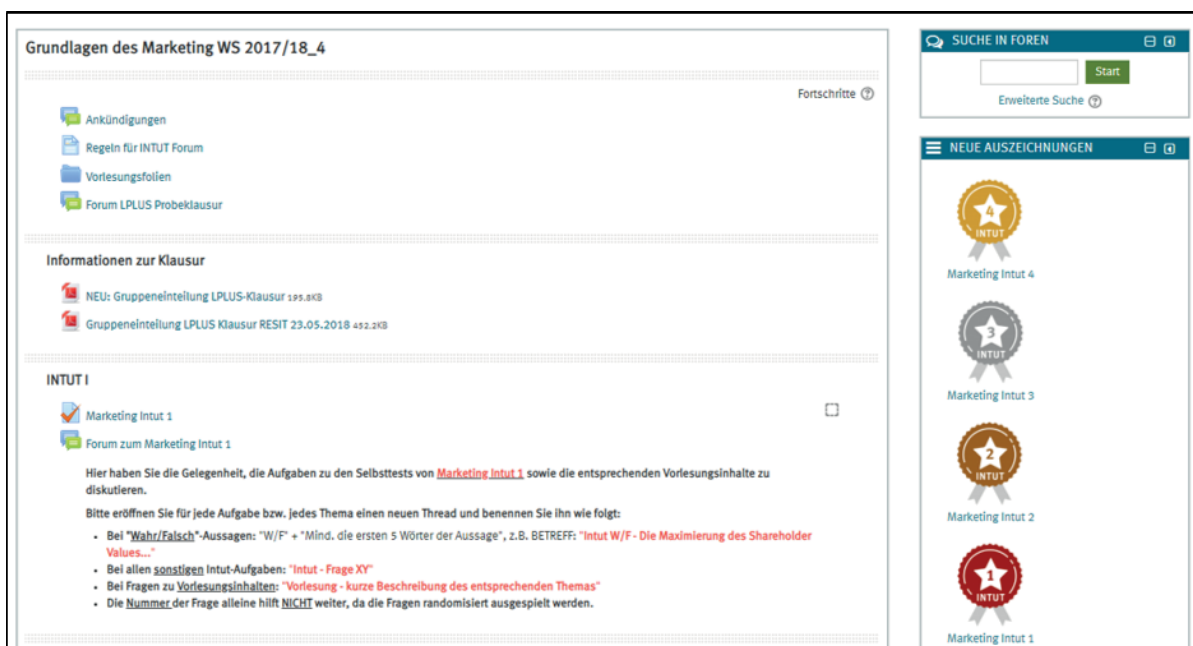 Grundlagen des Marketing WS 2017/18_4
Fortschritte
Ankündigungen
Regeln für INTUT Forum
Vorlesungsfolien
Forum LPLUS Probeklausur
Informationen zur Klausur
NEU: Gruppeneinteilung LPLUS-Klausur 195.8KB
Gruppeneinteilung LPLUS Klausur RESIT 23.05.2018 452.2KB
INTUT I
Marketing Intut 1
Forum zum Marketing Intut 1
Hier haben Sie die Gelegenheit, die Aufgaben zu den Selbsttests von Marketing Intut 1 sowie die entsprechenden Vorlesungsinhalte zu
diskutieren.
Bitte eröffnen Sie für jede Aufgabe bzw. jedes Thema einen neuen Thread und benennen Sie ihn wie folgt:
• Bei "Wahr/Falsch"-Aussagen: "W/F" + "Mind. die ersten 5 Wörter der Aussage", z.B. BETREFF: "Intut W/F - Die Maximierung des Shareholder
Values..."
• Bei allen sonstigen Intut-Aufgaben: "Intut - Frage XY"
• Bei Fragen zu Vorlesungsinhalten: "Vorlesung - kurze Beschreibung des entsprechenden Themas"
• Die Nummer der Frage alleine hilft NICHT weiter, da die Fragen randomisiert ausgespielt werden.
SUCHE IN FOREN
Start
Erweiterte Suche
NEUE AUSZEICHNUNGEN
4
INTUT
Marketing Intut 4
3
INTUT
Marketing Intut 3
2
INTUT
Marketing Intut 2
1
INTUT
Marketing Intut 1